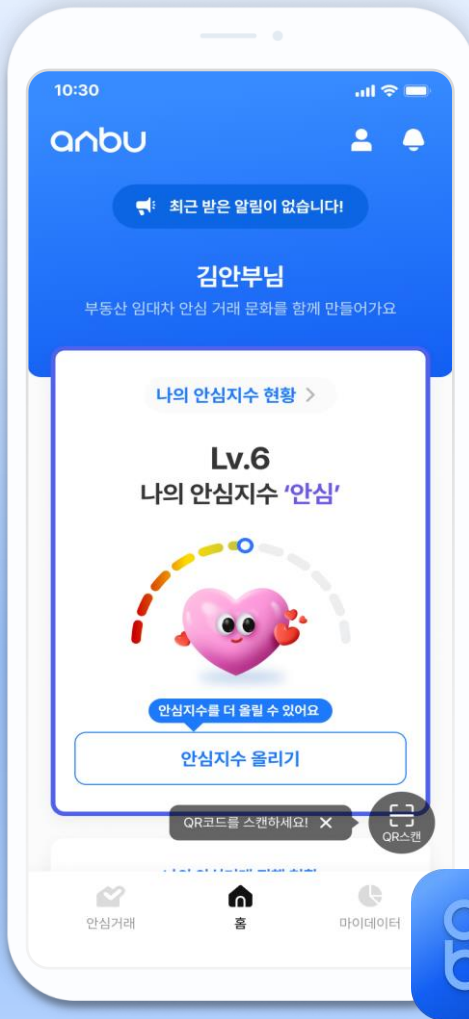 10:30
anbu
최근 받은 알림이 없습니다!
김안부님
부동산 임대차 안심 거래 문화를 함께 만들어가요
나의 안심지수 현황 >
Lv.6
나의 안심지수 ‘안심’
안심지수를 더 올릴 수 있어요
안심지수 올리기
QR코드를 스캔하세요! ✕
QR스캔
안심거래
홈
마이데이터